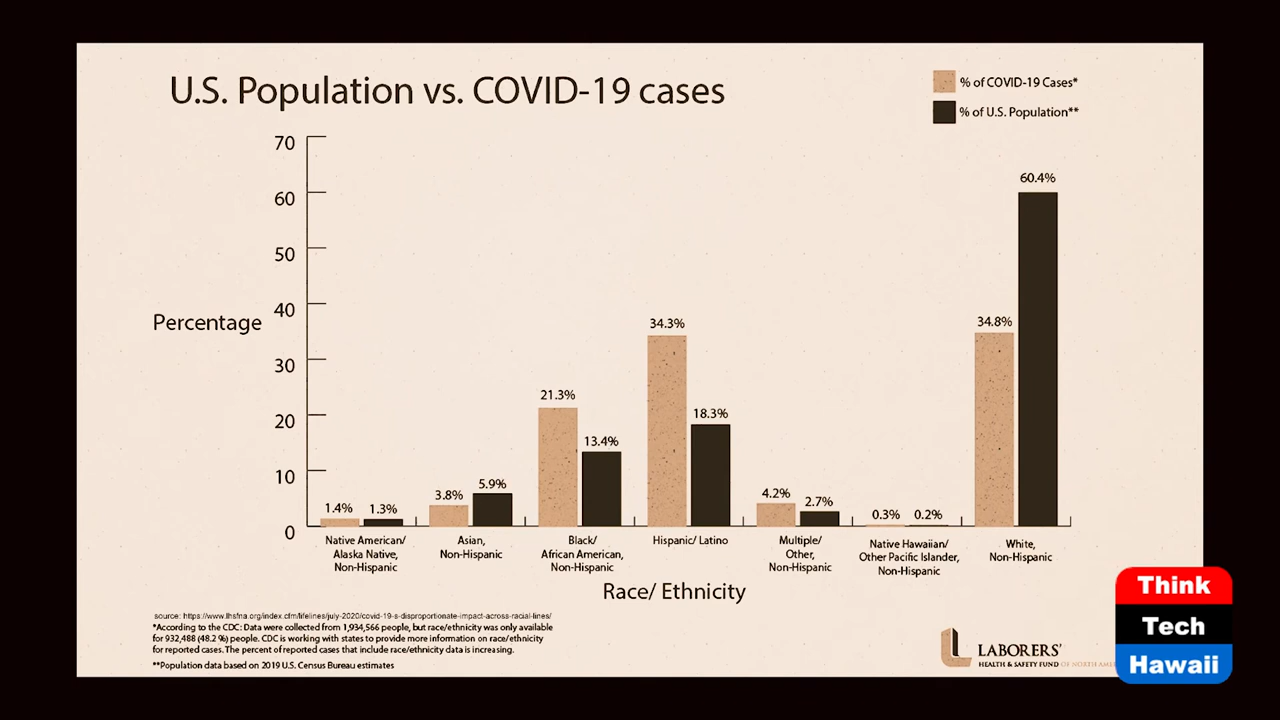 U.S. Population vs. COVID-19 cases
% of COVID-19 Cases*
% of U.S. Population**
70
60
50
40
30
20
10
0
Percentage
1.4%
1.3%
3.8%
5.9%
21.3%
13.4%
34.3%
18.3%
4.2%
2.7%
0.3%
0.2%
34.8%
60.4%
Native American/
Alaska Native,
Non-Hispanic
Asian,
Non-Hispanic
Black/
African American,
Non-Hispanic
Hispanic/ Latino
Multiple/
Other,
Non-Hispanic
Native Hawaiian/
Other Pacific Islander,
Non-Hispanic
White,
Non-Hispanic
Race/ Ethnicity
source: https://www.lhsfna.org/index.cfm/lifelines/july-2020/covid-19-s-disproportionate-impact-across-racial-lines/
*According to the CDC: Data were collected from 1,934,566 people, but race/ethnicity was only available
for 932,488 (48.2 %) people. CDC is working with states to provide more information on race/ethnicity
for reported cases. The percent of reported cases that include race/ethnicity data is increasing.
**Population data based on 2019 U.S. Census Bureau estimates
LABORERS'
HEALTH & SAFETY FUND OF NORTH
Think
Tech
Hawaii